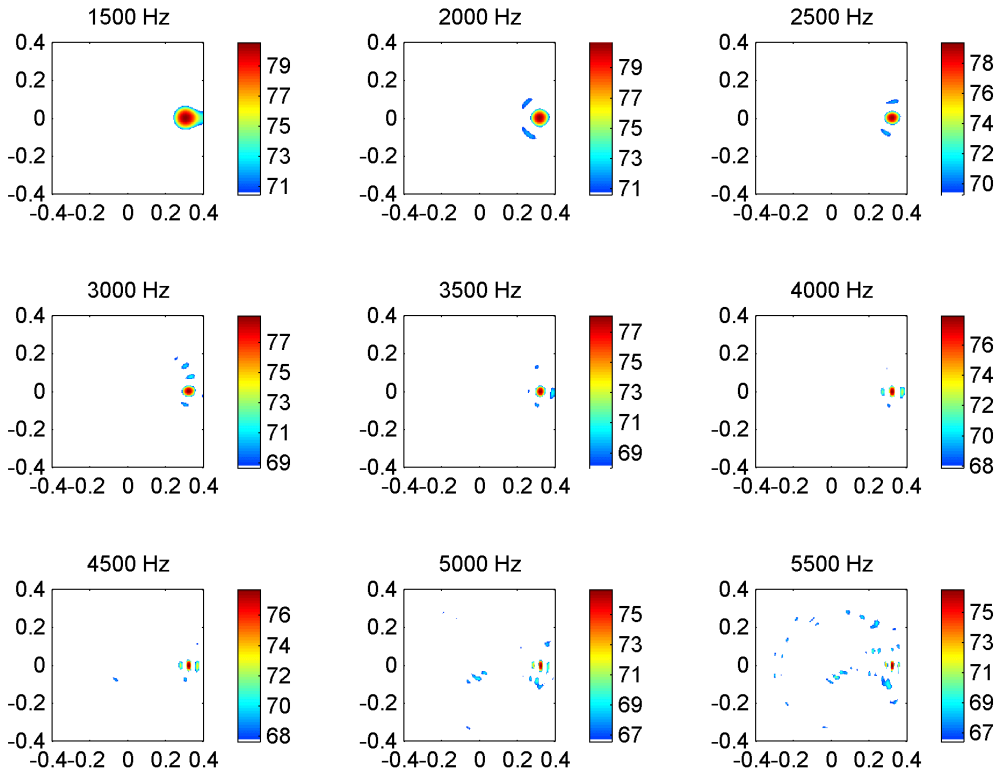 1500 Hz 2000 Hz 2500 Hz
0.4 79 0.4 79 0.4 78
0.2 77 0.2 77 0.2 76
0 75 0 75 0 74
-0.2 73 -0.2 73 -0.2 72
-0.4 71 -0.4 71 -0.4 70
-0.4 -0.2 0 0.2 0.4 -0.4 -0.2 0 0.2 0.4 -0.4 -0.2 0 0.2 0.4
3000 Hz 3500 Hz 4000 Hz
0.4 77 0.4 77 0.4 76
0.2 75 0.2 75 0.2 74
0 73 0 73 0 72
-0.2 71 -0.2 71 -0.2 70
-0.4 69 -0.4 69 -0.4 68
-0.4 -0.2 0 0.2 0.4 -0.4 -0.2 0 0.2 0.4 -0.4 -0.2 0 0.2 0.4
4500 Hz 5000 Hz 5500 Hz
0.4 76 0.4 75 0.4 75
0.2 74 0.2 73 0.2 73
0 72 0 71 0 71
-0.2 70 -0.2 69 -0.2 69
-0.4 68 -0.4 67 -0.4 67
-0.4 -0.2 0 0.2 0.4 -0.4 -0.2 0 0.2 0.4 -0.4 -0.2 0 0.2 0.4